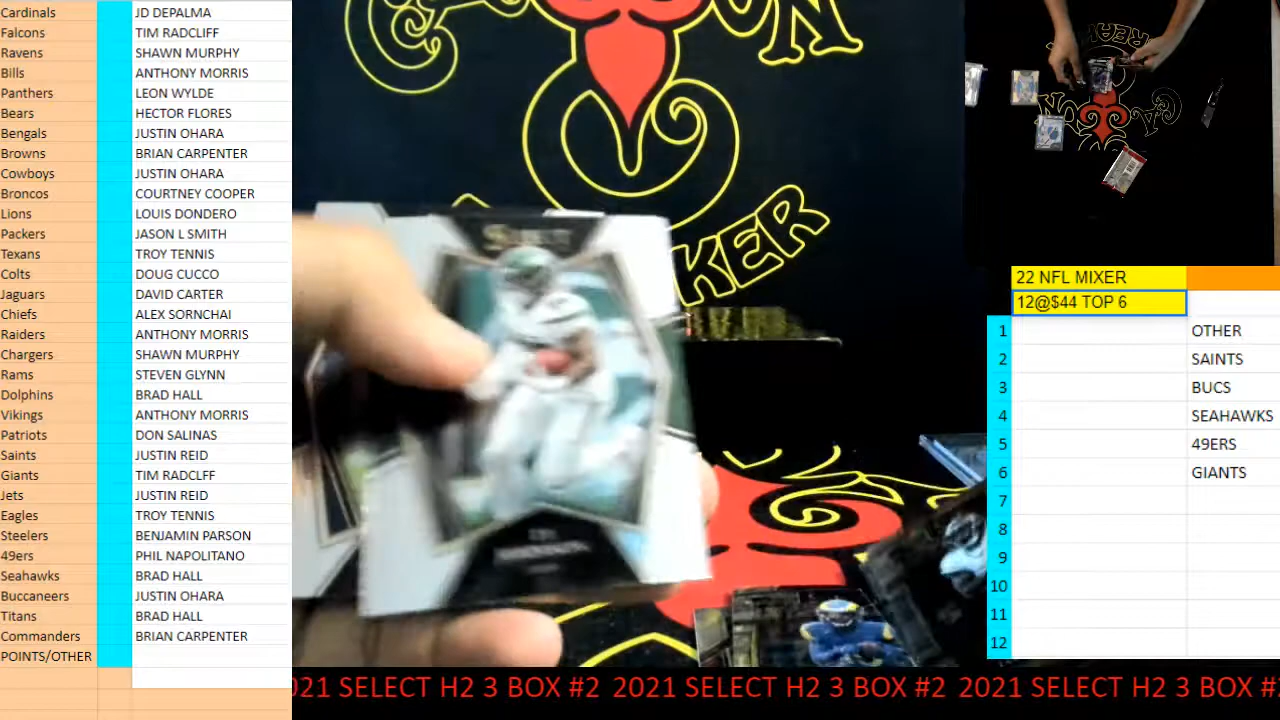 Cardinals JD DEPALMA
Falcons TIM RADCLIFF
Ravens SHAWN MURPHY
Bills ANTHONY MORRIS
Panthers LEON WYLDE
Bears HECTOR FLORES
Bengals JUSTIN OHARA
Browns BRIAN CARPENTER
Cowboys JUSTIN OHARA
Broncos COURTNEY COOPER
Lions LOUIS DONDERO
Packers JASON L SMITH
Texans TROY TENNIS
Colts DOUG CUCCO
Jaguars DAVID CARTER
Chiefs ALEX SORNCHAI
Raiders ANTHONY MORRIS
Chargers SHAWN MURPHY
Rams STEVEN GLYNN
Dolphins BRAD HALL
Vikings ANTHONY MORRIS
Patriots DON SALINAS
Saints JUSTIN REID
Giants TIM RADCLFF
Jets JUSTIN REID
Eagles TROY TENNIS
Steelers BENJAMIN PARSON
49ers PHIL NAPOLITANO
Seahawks BRAD HALL
Buccaneers JUSTIN OHARA
Titans BRAD HALL
Commanders BRIAN CARPENTER
POINTS/OTHER
KER
22 NFL MIXER
12@$44 TOP 6
1 OTHER
2 SAINTS
3 BUCS
4 SEAHAWKS
5 49ERS
6 GIANTS
7
8
9
10
11
12
021 SELECT H2 3 BOX #2 2021 SELECT H2 3 BOX #2 2021 SELECT H2 3 BOX #